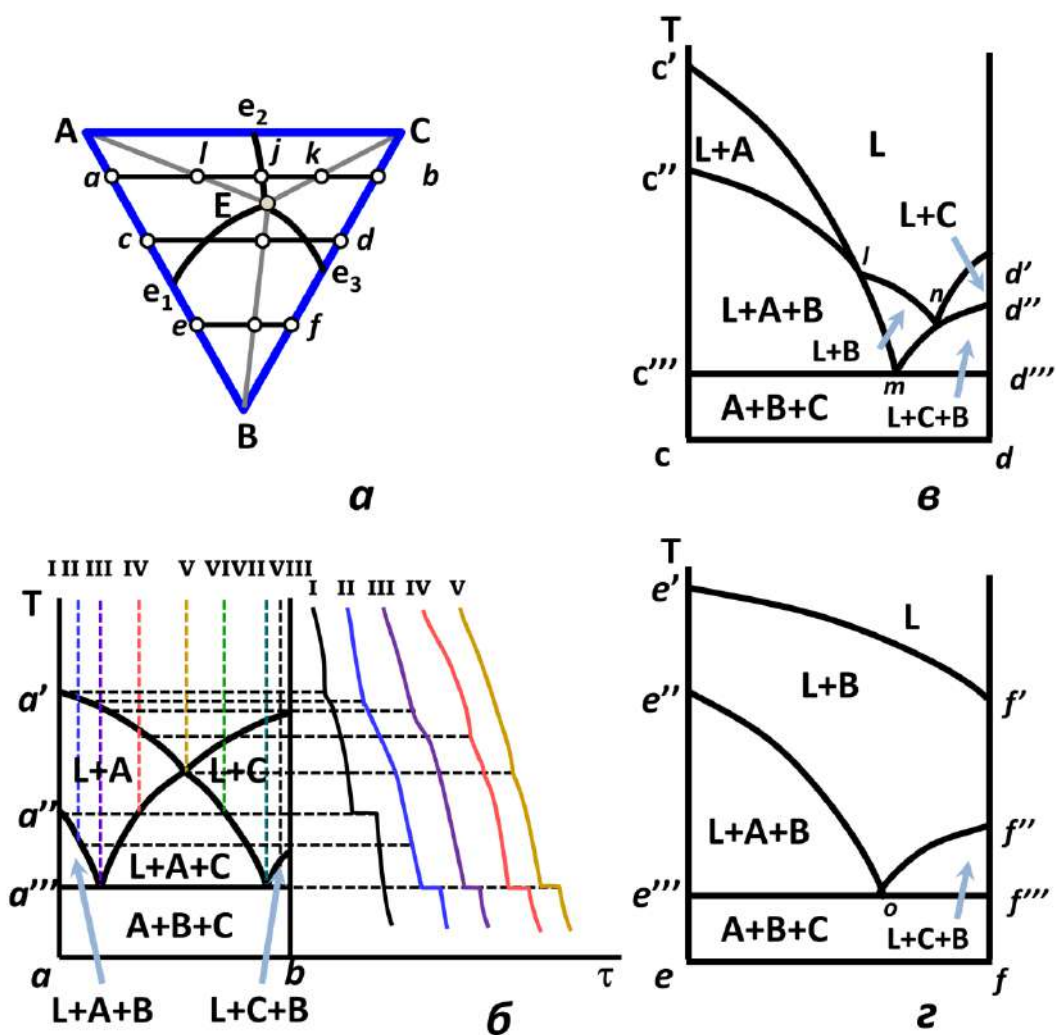 A
e₂
C
a
l
j
k
b
E
c
d
e₁
e₃
e
f
B
а
T
c'
L+A
L
c''
L+C
l
n
d'
L+A+B
L+B
d''
c'''
m
d'''
A+B+C
L+C+B
c
d
в
I II III IV V VI VII VIII
T
I II III IV V
a'
L+A
L+C
a''
L+A+C
a'''
A+B+C
a
b
τ
L+A+B
L+C+B
б
T
e'
L
L+B
e''
f'
L+A+B
f''
e'''
o
f'''
A+B+C
L+C+B
e
f
г